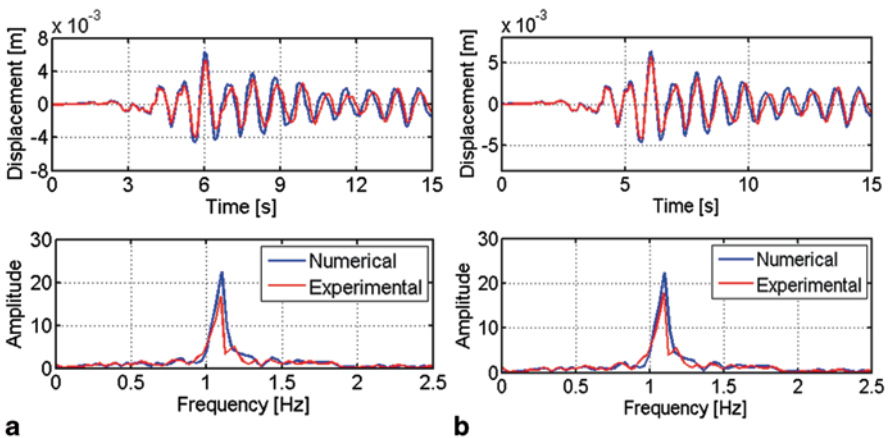 x 10⁻³
8
4
0
-4
-8
Displacement [m]
0 3 6 9 12 15
Time [s]
30
20
10
0
Amplitude
Numerical
Experimental
0 0.5 1 1.5 2 2.5
Frequency [Hz]
a
x 10⁻³
5
0
-5
Displacement [m]
0 5 10 15
Time [s]
30
20
10
0
Amplitude
Numerical
Experimental
0 0.5 1 1.5 2 2.5
Frequency [Hz]
b